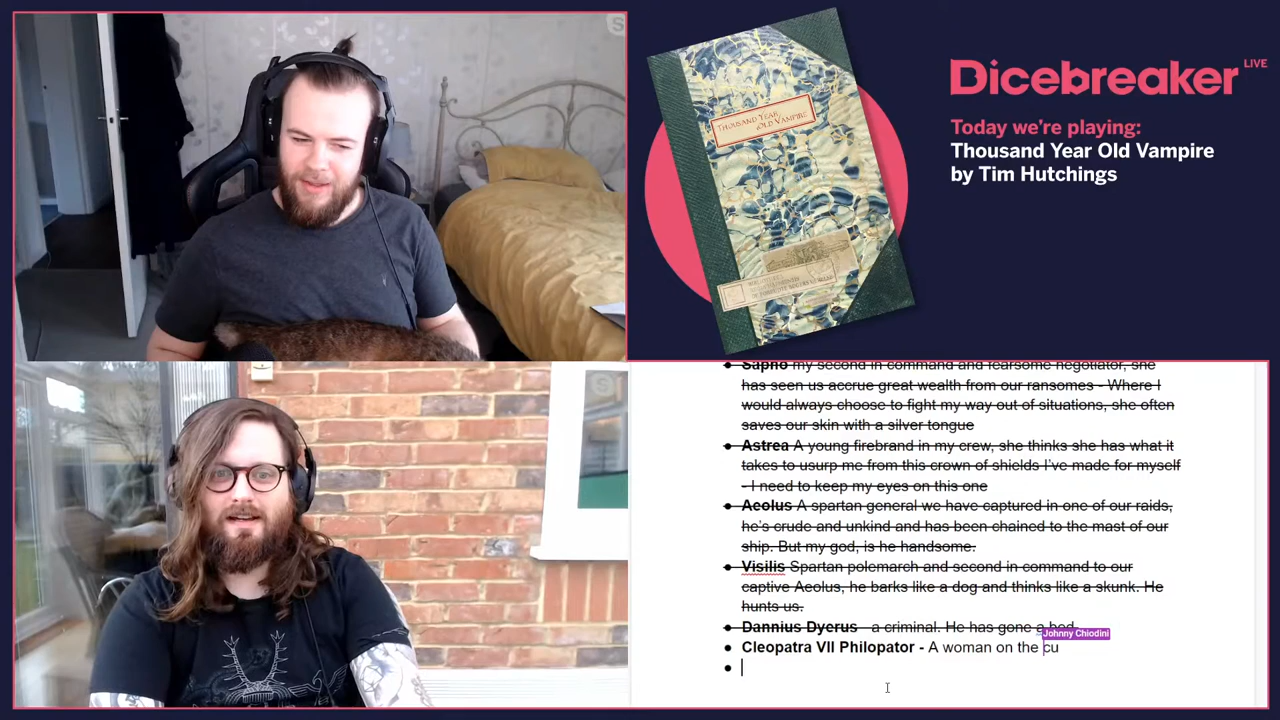 Dicebreaker LIVE
Today we're playing:
Thousand Year Old Vampire
by Tim Hutchings
THOUSAND YEAR
OLD VAMPIRE
Sapho my second in command and fearsome negotiator, she
has seen us accrue great wealth from our ransomes - Where I
would always choose to fight my way out of situations, she often
saves our skin with a silver tongue
Astrea A young firebrand in my crew, she thinks she has what it
takes to usurp me from this crown of shields I've made for myself
- I need to keep my eyes on this one
Aeolus A spartan general we have captured in one of our raids,
he's crude and unkind and has been chained to the mast of our
ship. But my god, is he handsome.
Visilis Spartan polemarch and second in command to our
captive Aeolus, he barks like a dog and thinks like a skunk. He
hunts us.
Dannius Dyerus - a criminal. He has gone a bed
Johnny Chiodini
Cleopatra VII Philopator - A woman on the cu